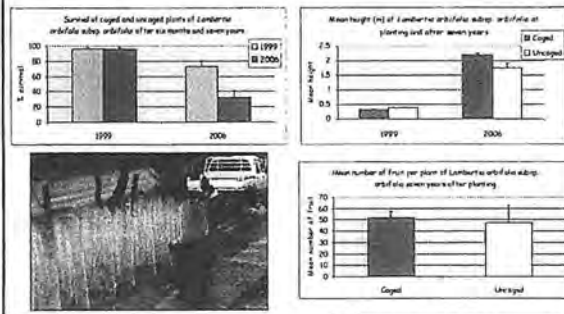 Survival of caged and uncaged plants of Lambertia
orbifolia subsp. orbifolia after six months and seven years
% survival
100
80
60
40
20
0
1999
2006
1999
2006
Mean height (m) of Lambertia orbifolia subsp. orbifolia at
planting and after seven years
Mean height
2.5
2
1.5
1
0.5
0
Caged
Uncaged
1999
2006
Mean number of fruit per plant of Lambertia orbifolia subsp.
orbifolia seven years after planting
Mean number of fruit
70
60
50
40
30
20
10
0
Caged
Uncaged